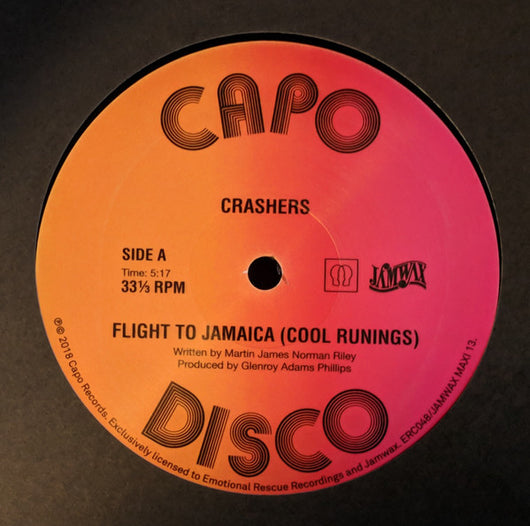 CAPO
CRASHERS
SIDE A
Time: 5:17
33⅓ RPM
JAMWAX
FLIGHT TO JAMAICA (COOL RUNINGS)
Written by Martin James Norman Riley
Produced by Glenroy Adams Phillips
DISCO
℗© 2018 Capo Records. Exclusively licensed to Emotional Rescue Recordings and Jamwax. ERC048/JAMWAX MAXI 13.